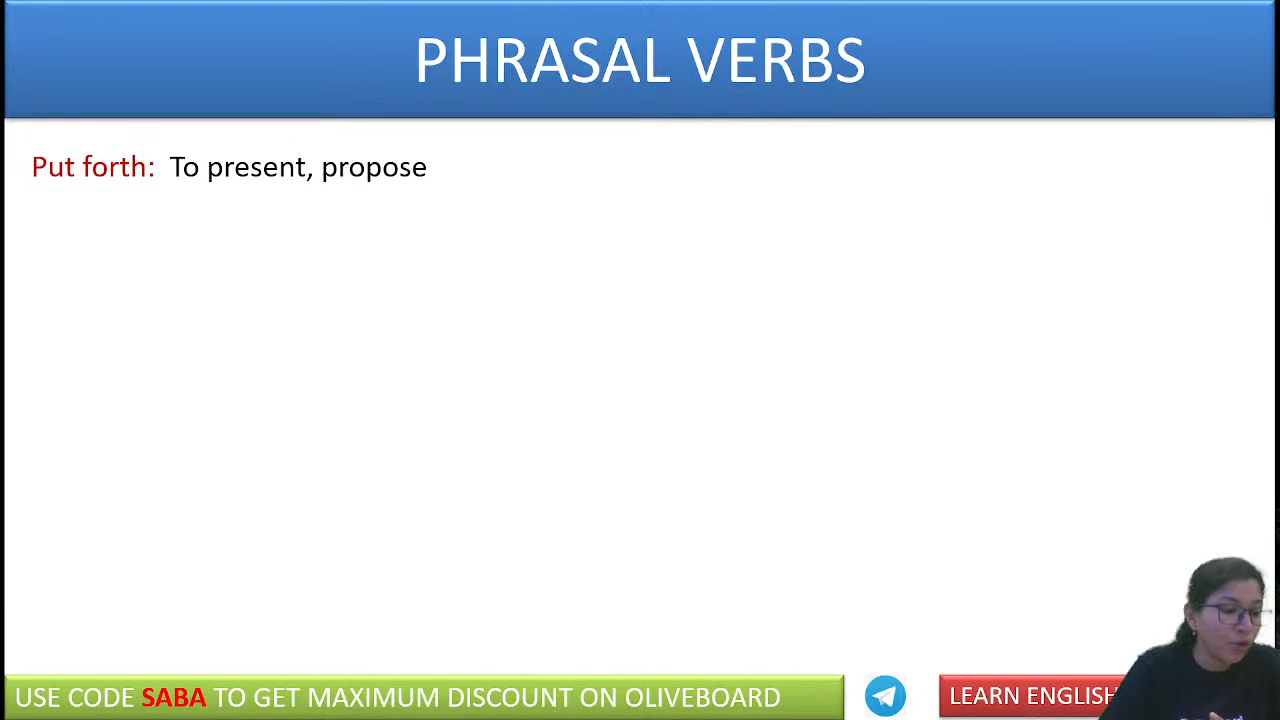 PHRASAL VERBS
Put forth: To present, propose
USE CODE SABA TO GET MAXIMUM DISCOUNT ON OLIVEBOARD
LEARN ENGLISH